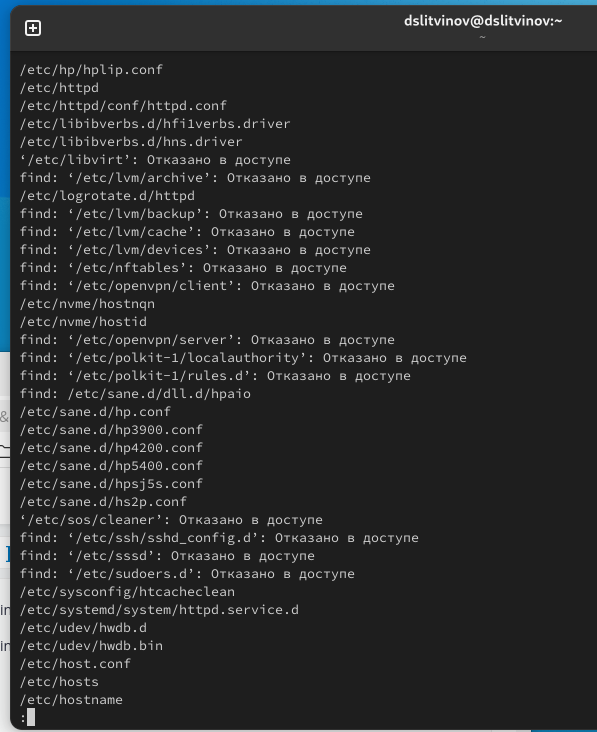 dslitvinov@dslitvinov:~
~
/etc/hp/hplip.conf
/etc/httpd
/etc/httpd/conf/httpd.conf
/etc/libibverbs.d/hfi1verbs.driver
/etc/libibverbs.d/hns.driver
‘/etc/libvirt’: Отказано в доступе
find: ‘/etc/lvm/archive’: Отказано в доступе
/etc/logrotate.d/httpd
find: ‘/etc/lvm/backup’: Отказано в доступе
find: ‘/etc/lvm/cache’: Отказано в доступе
find: ‘/etc/lvm/devices’: Отказано в доступе
find: ‘/etc/nftables’: Отказано в доступе
find: ‘/etc/openvpn/client’: Отказано в доступе
/etc/nvme/hostnqn
/etc/nvme/hostid
find: ‘/etc/openvpn/server’: Отказано в доступе
find: ‘/etc/polkit-1/localauthority’: Отказано в доступе
find: ‘/etc/polkit-1/rules.d’: Отказано в доступе
find: /etc/sane.d/dll.d/hpaio
/etc/sane.d/hp.conf
/etc/sane.d/hp3900.conf
/etc/sane.d/hp4200.conf
/etc/sane.d/hp5400.conf
/etc/sane.d/hpsj5s.conf
/etc/sane.d/hs2p.conf
‘/etc/sos/cleaner’: Отказано в доступе
find: ‘/etc/ssh/sshd_config.d’: Отказано в доступе
find: ‘/etc/sssd’: Отказано в доступе
find: ‘/etc/sudoers.d’: Отказано в доступе
/etc/sysconfig/htcacheclean
/etc/systemd/system/httpd.service.d
/etc/udev/hwdb.d
/etc/udev/hwdb.bin
/etc/host.conf
/etc/hosts
/etc/hostname
: